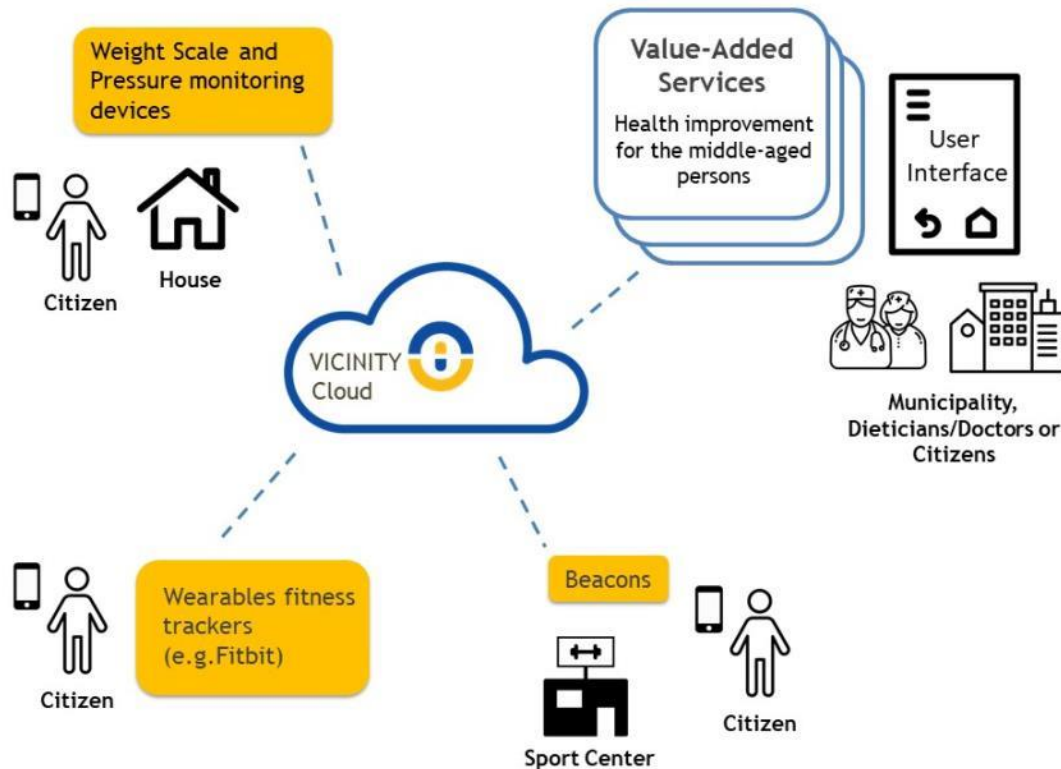 Weight Scale and
Pressure monitoring
devices
Citizen
House
Value-Added
Services
Health improvement
for the middle-aged
persons
User
Interface
Municipality,
Dieticians/Doctors or
Citizens
VICINITY
Cloud
Citizen
Wearables fitness
trackers
(e.g.Fitbit)
Beacons
Sport Center
Citizen